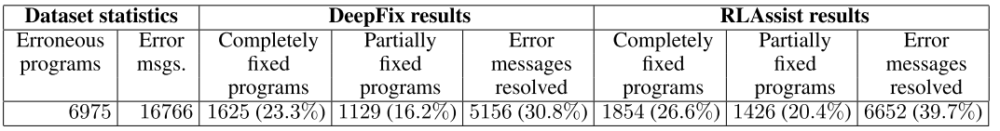 Dataset statistics DeepFix results RLAssist results
Erroneous Error Completely Partially Error Completely Partially Error
programs msgs. fixed fixed messages fixed fixed messages
programs programs resolved programs programs resolved
6975 16766 1625 (23.3%) 1129 (16.2%) 5156 (30.8%) 1854 (26.6%) 1426 (20.4%) 6652 (39.7%)